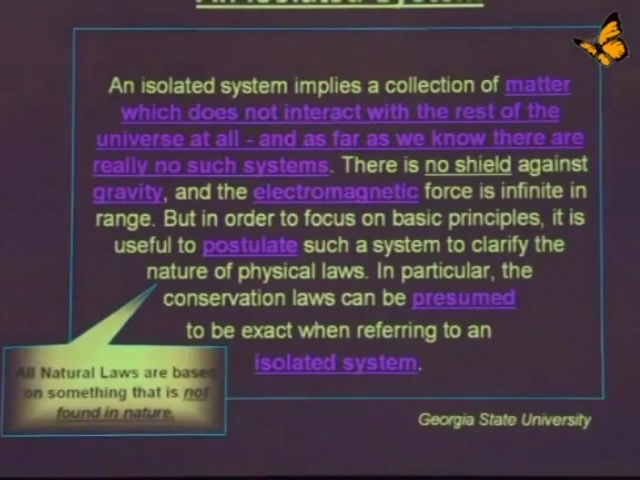 An Isolated System
An isolated system implies a collection of matter
which does not interact with the rest of the
universe at all - and as far as we know there are
really no such systems. There is no shield against
gravity, and the electromagnetic force is infinite in
range. But in order to focus on basic principles, it is
useful to postulate such a system to clarify the
nature of physical laws. In particular, the
conservation laws can be presumed
to be exact when referring to an
isolated system.
All Natural Laws are based
on something that is not
found in nature.
Georgia State University